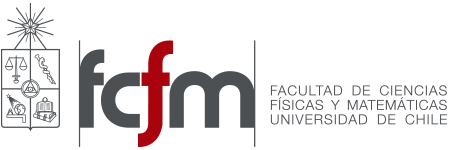 fcfm
FACULTAD DE CIENCIAS
FÍSICAS Y MATEMÁTICAS
UNIVERSIDAD DE CHILE